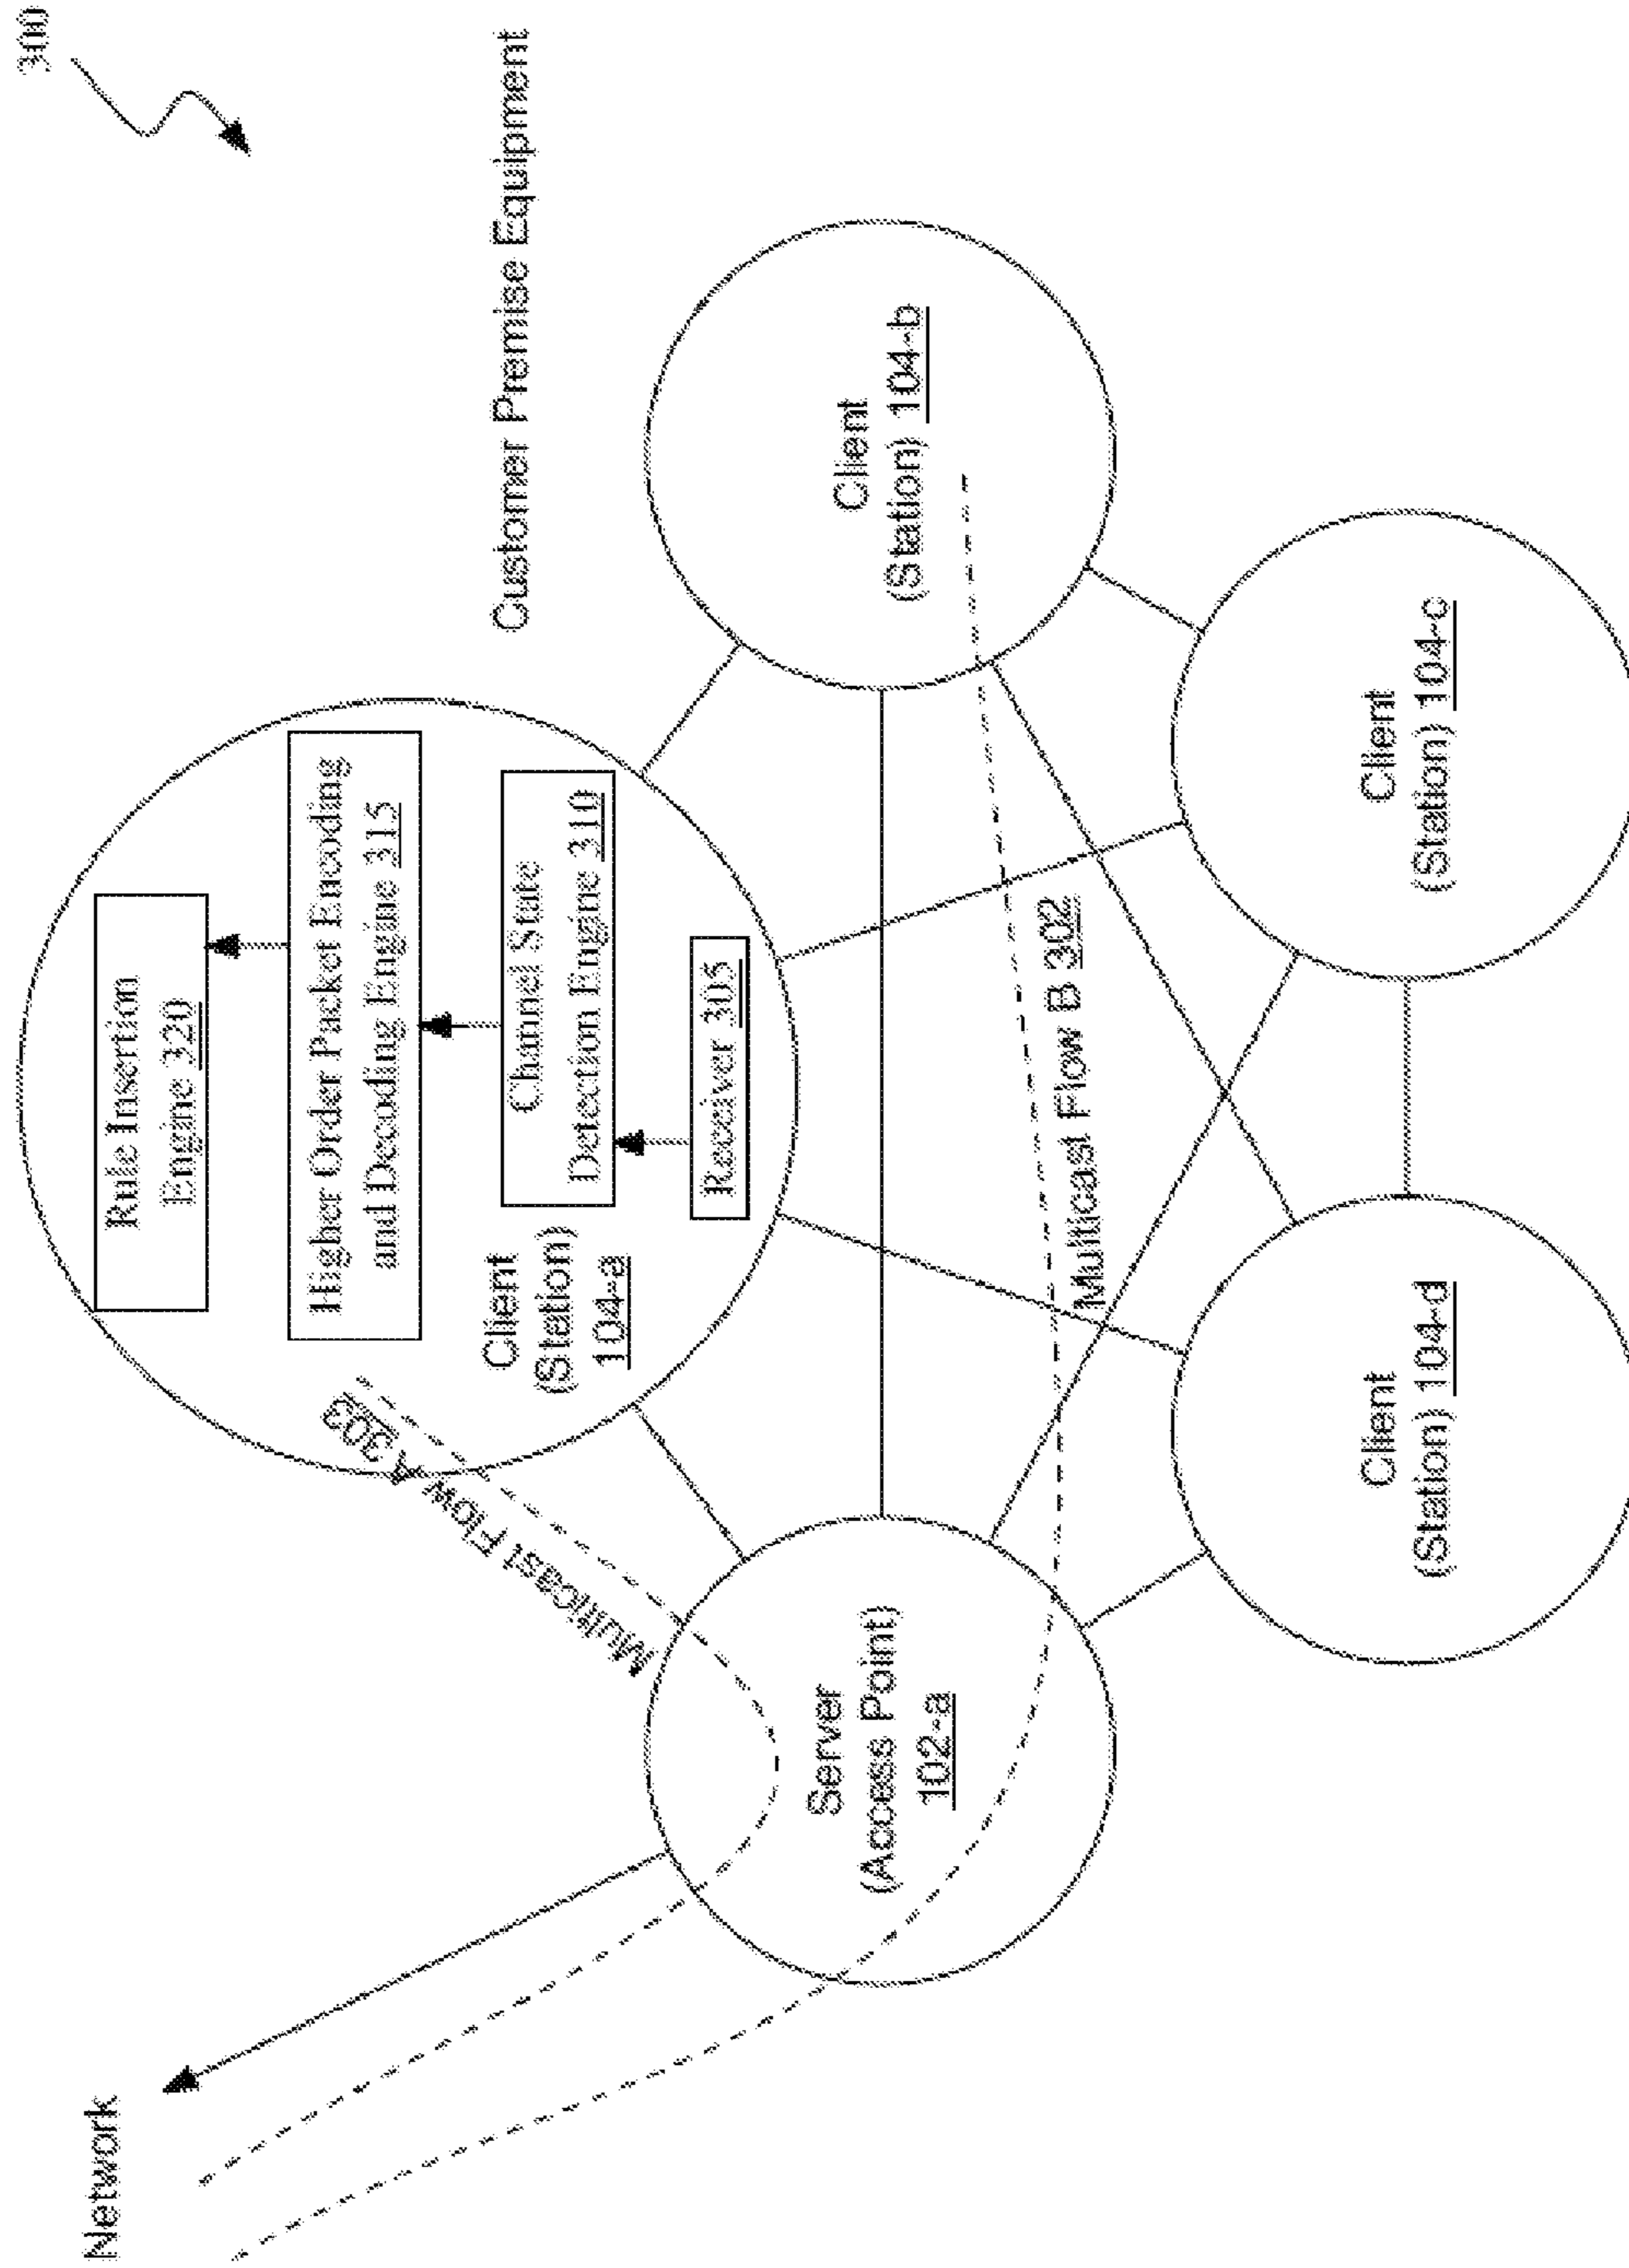 300
Customer Premise Equipment
Network
Rule Insertion
Engine 320
Higher Order Packet Encoding
and Decoding Engine 315
Channel State
Detection Engine 310
Receiver 305
Client
(Station)
104-a
Multicast Flow A 303
Server
(Access Point)
102-a
Client
(Station) 104-b
Multicast Flow B 302
Client
(Station) 104-d
Client
(Station) 104-c